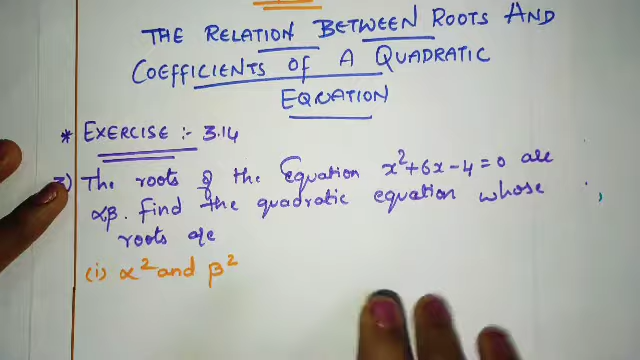 THE RELATION BETWEEN ROOTS AND
COEFFICIENTS OF A QUADRATIC
EQUATION
* EXERCISE :- 3.14
The roots of the Equation x²+6x-4=0 are
αβ. Find the quadratic equation whose
roots are
(i) α² and β²